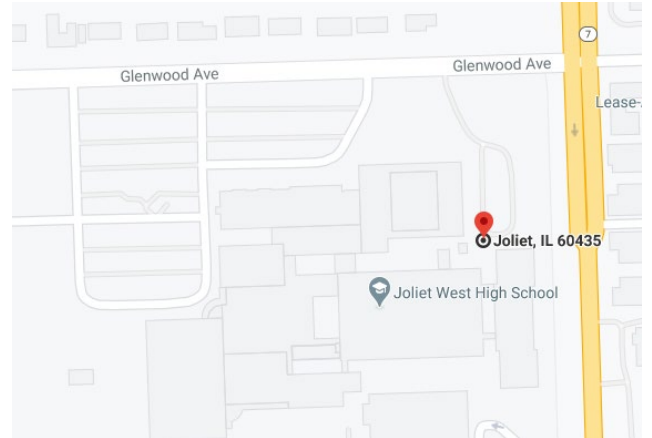 7
Glenwood Ave
Glenwood Ave
Lease-
Joliet, IL 60435
Joliet West High School